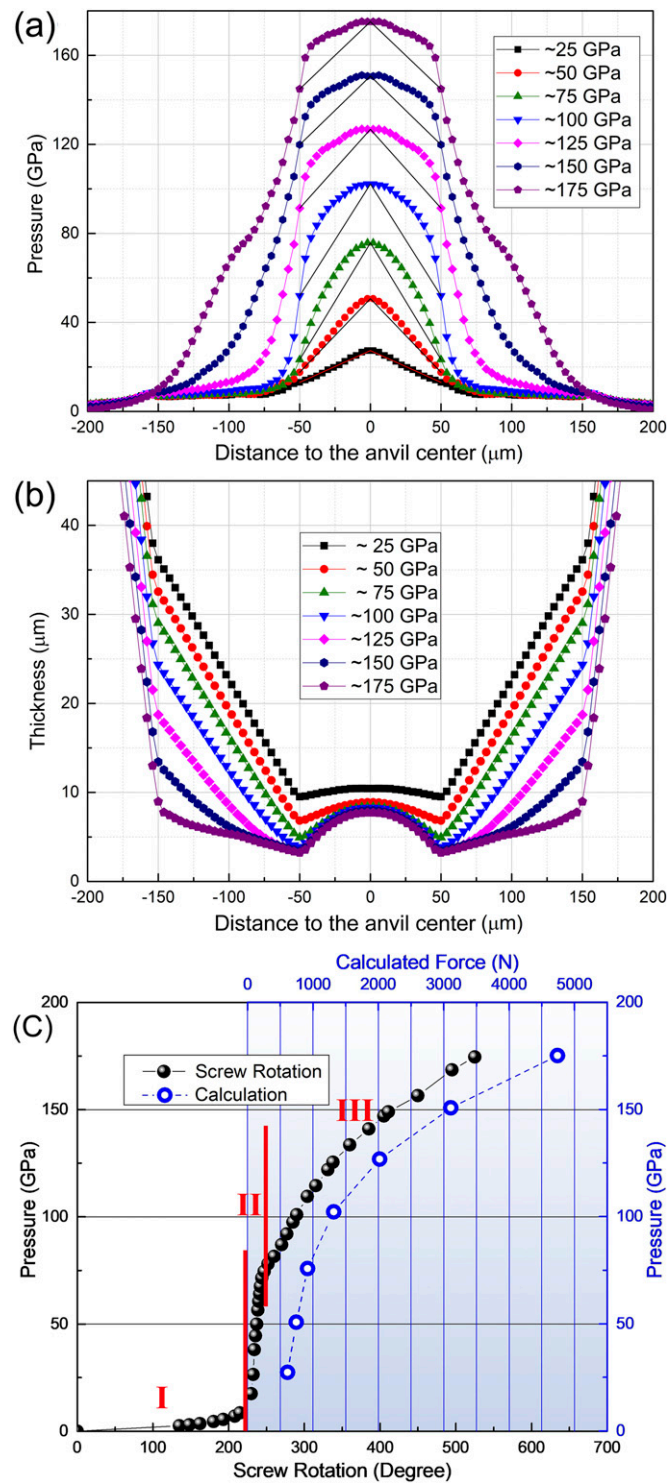 (a)
160
120
80
40
0
Pressure (GPa)
~25 GPa
~50 GPa
~75 GPa
~100 GPa
~125 GPa
~150 GPa
~175 GPa
-200 -150 -100 -50 0 50 100 150 200
Distance to the anvil center (μm)
(b)
40
30
20
10
0
Thickness (μm)
~ 25 GPa
~ 50 GPa
~ 75 GPa
~100 GPa
~125 GPa
~150 GPa
~175 GPa
-200 -150 -100 -50 0 50 100 150 200
Distance to the anvil center (μm)
Calculated Force (N)
0 1000 2000 3000 4000 5000
(C)
200
150
100
50
0
Pressure (GPa)
Screw Rotation
Calculation
I
II
III
200
150
100
50
0
Pressure (GPa)
0 100 200 300 400 500 600 700
Screw Rotation (Degree)